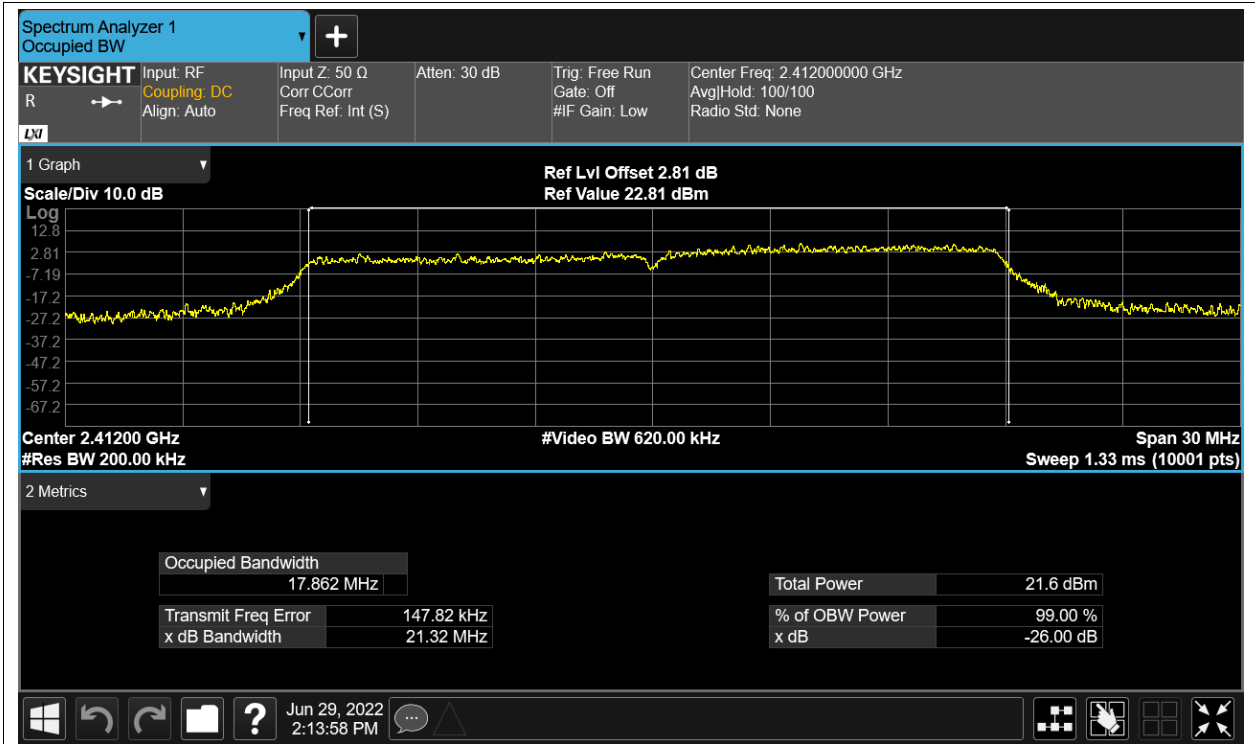 Spectrum Analyzer 1
Occupied BW
KEYSIGHT
R
LXI
Input: RF
Coupling: DC
Align: Auto
Input Z: 50 Ω
Corr CCorr
Freq Ref: Int (S)
Atten: 30 dB
Trig: Free Run
Gate: Off
#IF Gain: Low
Center Freq: 2.412000000 GHz
Avg|Hold: 100/100
Radio Std: None
1 Graph
Scale/Div 10.0 dB
Ref Lvl Offset 2.81 dB
Ref Value 22.81 dBm
Log
12.8
2.81
-7.19
-17.2
-27.2
-37.2
-47.2
-57.2
-67.2
Center 2.41200 GHz
#Res BW 200.00 kHz
#Video BW 620.00 kHz
Span 30 MHz
Sweep 1.33 ms (10001 pts)
2 Metrics
Occupied Bandwidth
17.862 MHz
Transmit Freq Error 147.82 kHz
x dB Bandwidth 21.32 MHz
Total Power 21.6 dBm
% of OBW Power 99.00 %
x dB -26.00 dB
?
Jun 29, 2022
2:13:58 PM